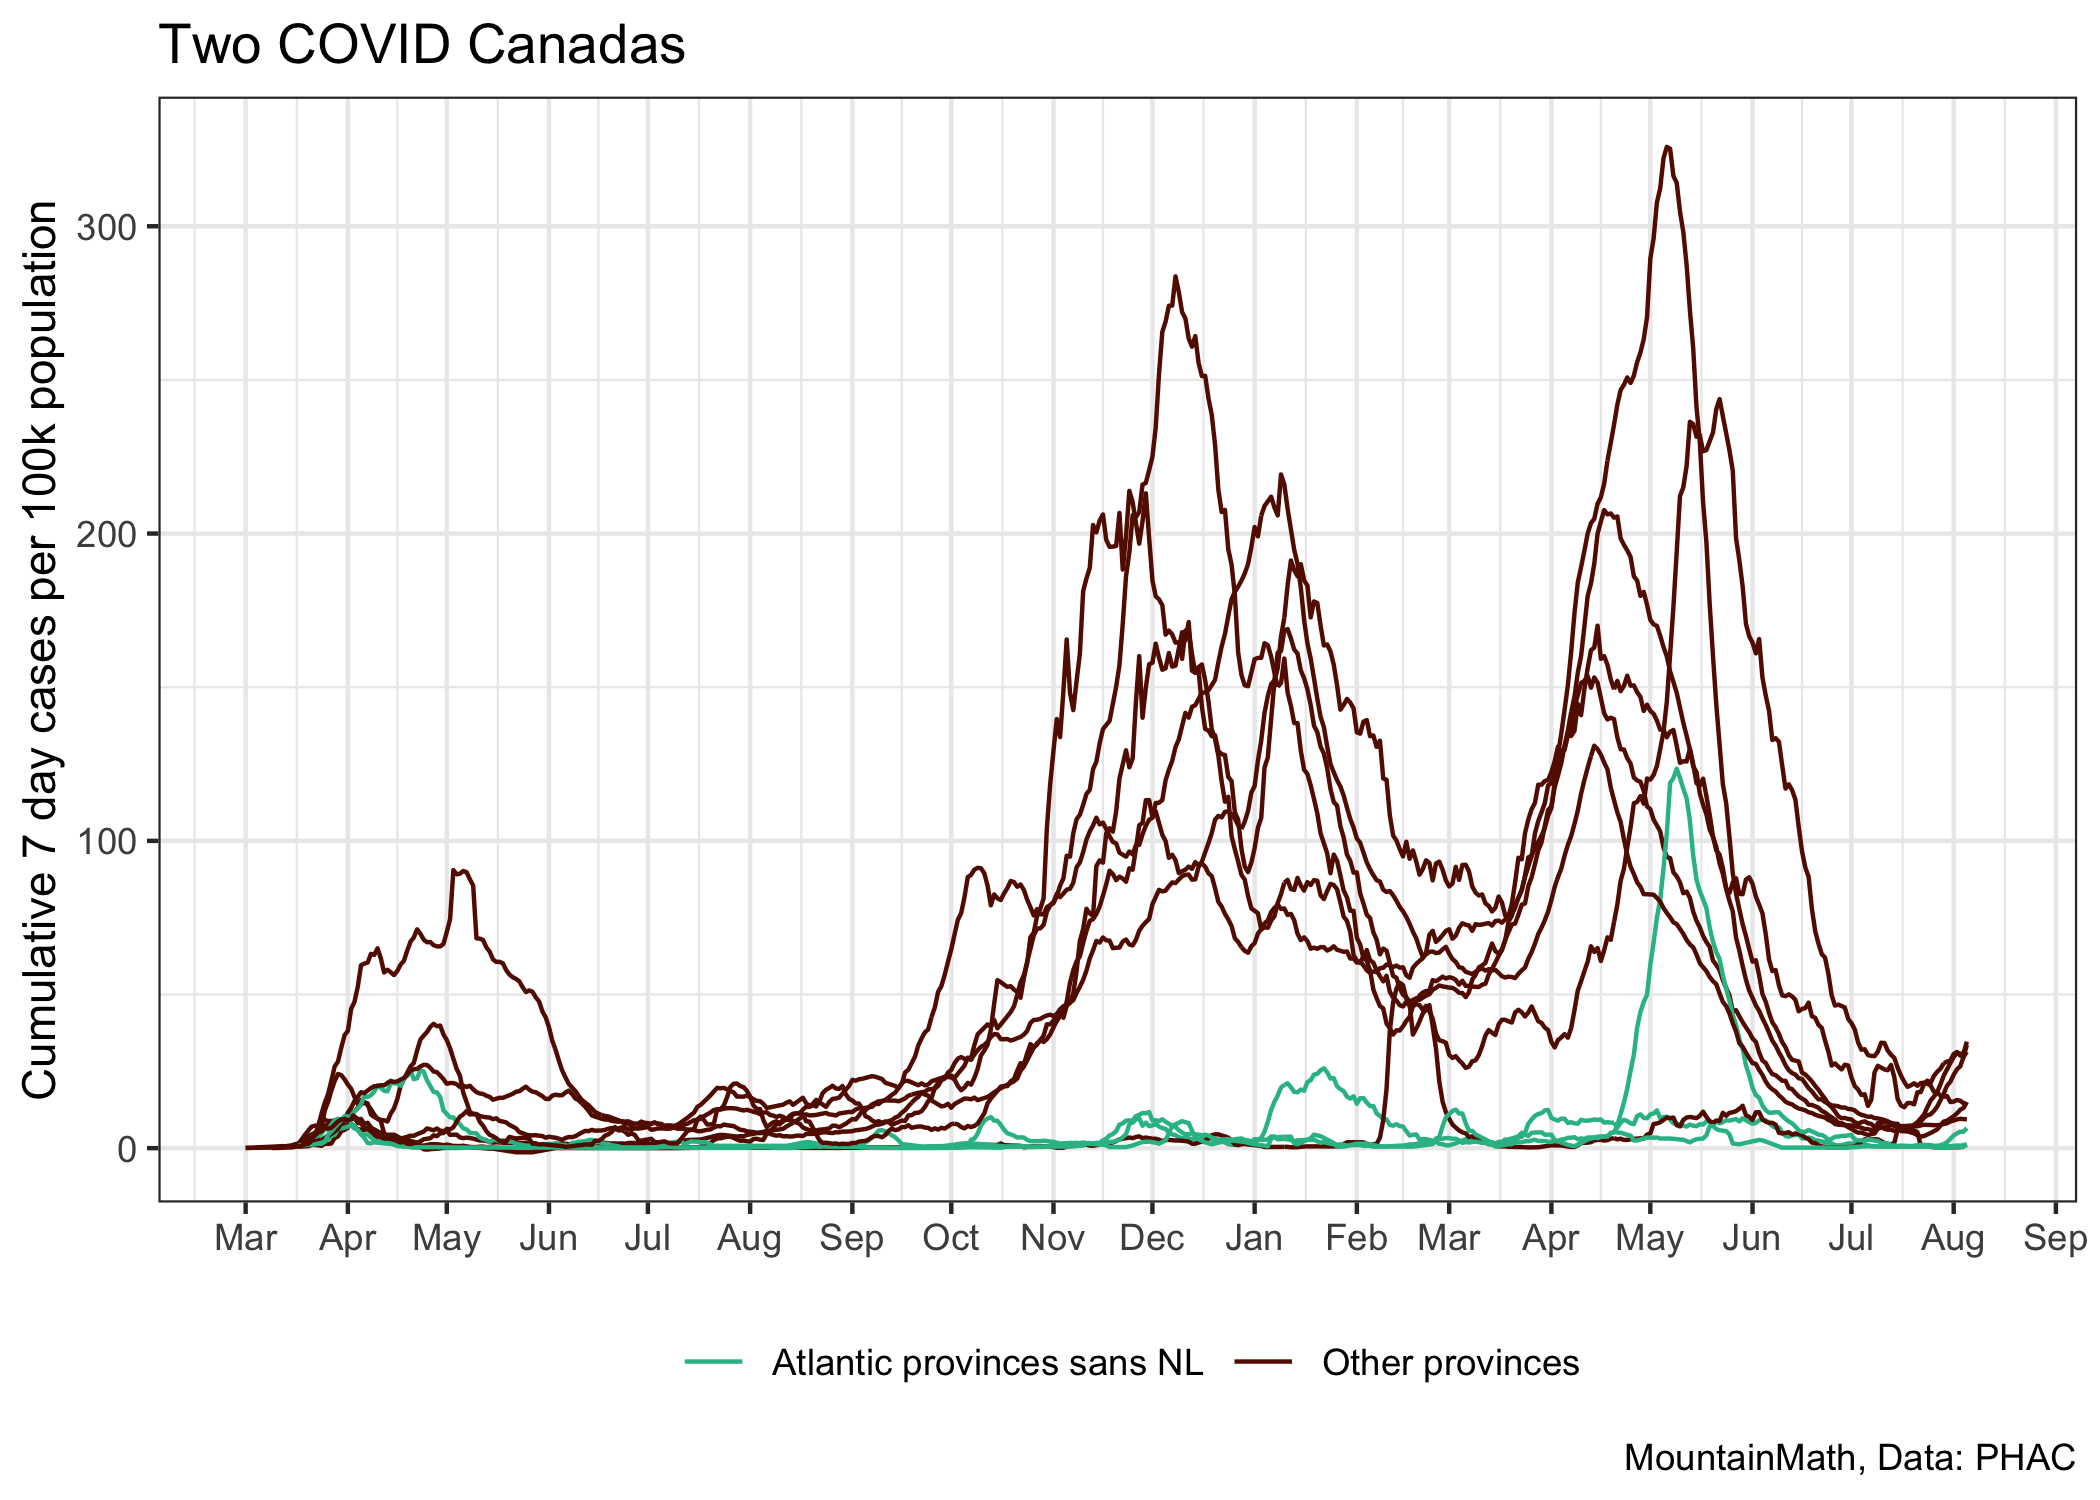 Two COVID Canadas
Cumulative 7 day cases per 100k population
300
200
100
0
Mar Apr May Jun Jul Aug Sep Oct Nov Dec Jan Feb Mar Apr May Jun Jul Aug Sep
Atlantic provinces sans NL Other provinces
MountainMath, Data: PHAC